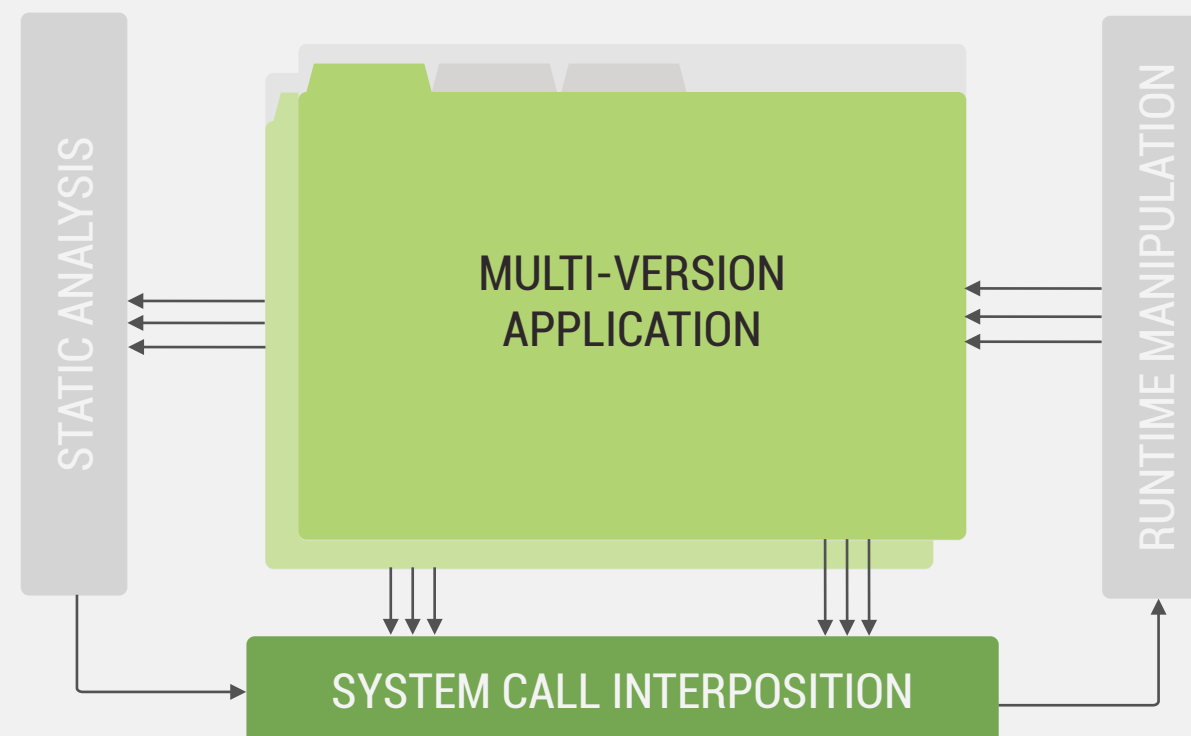 STATIC ANALYSIS
MULTI-VERSION
APPLICATION
RUNTIME MANIPULATION
SYSTEM CALL INTERPOSITION